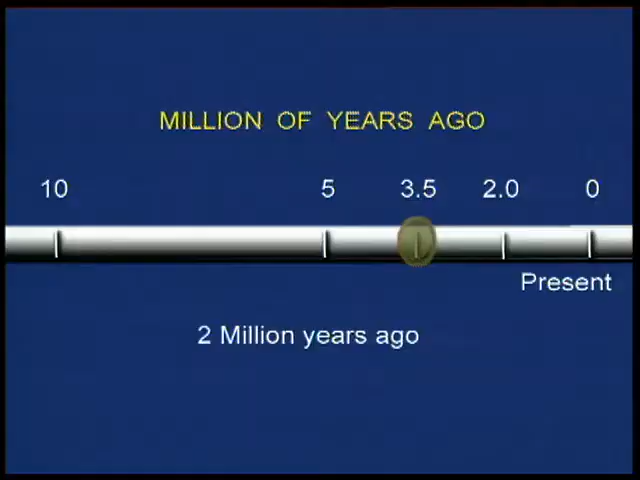 MILLION OF YEARS AGO
10 5 3.5 2.0 0
Present
2 Million years ago